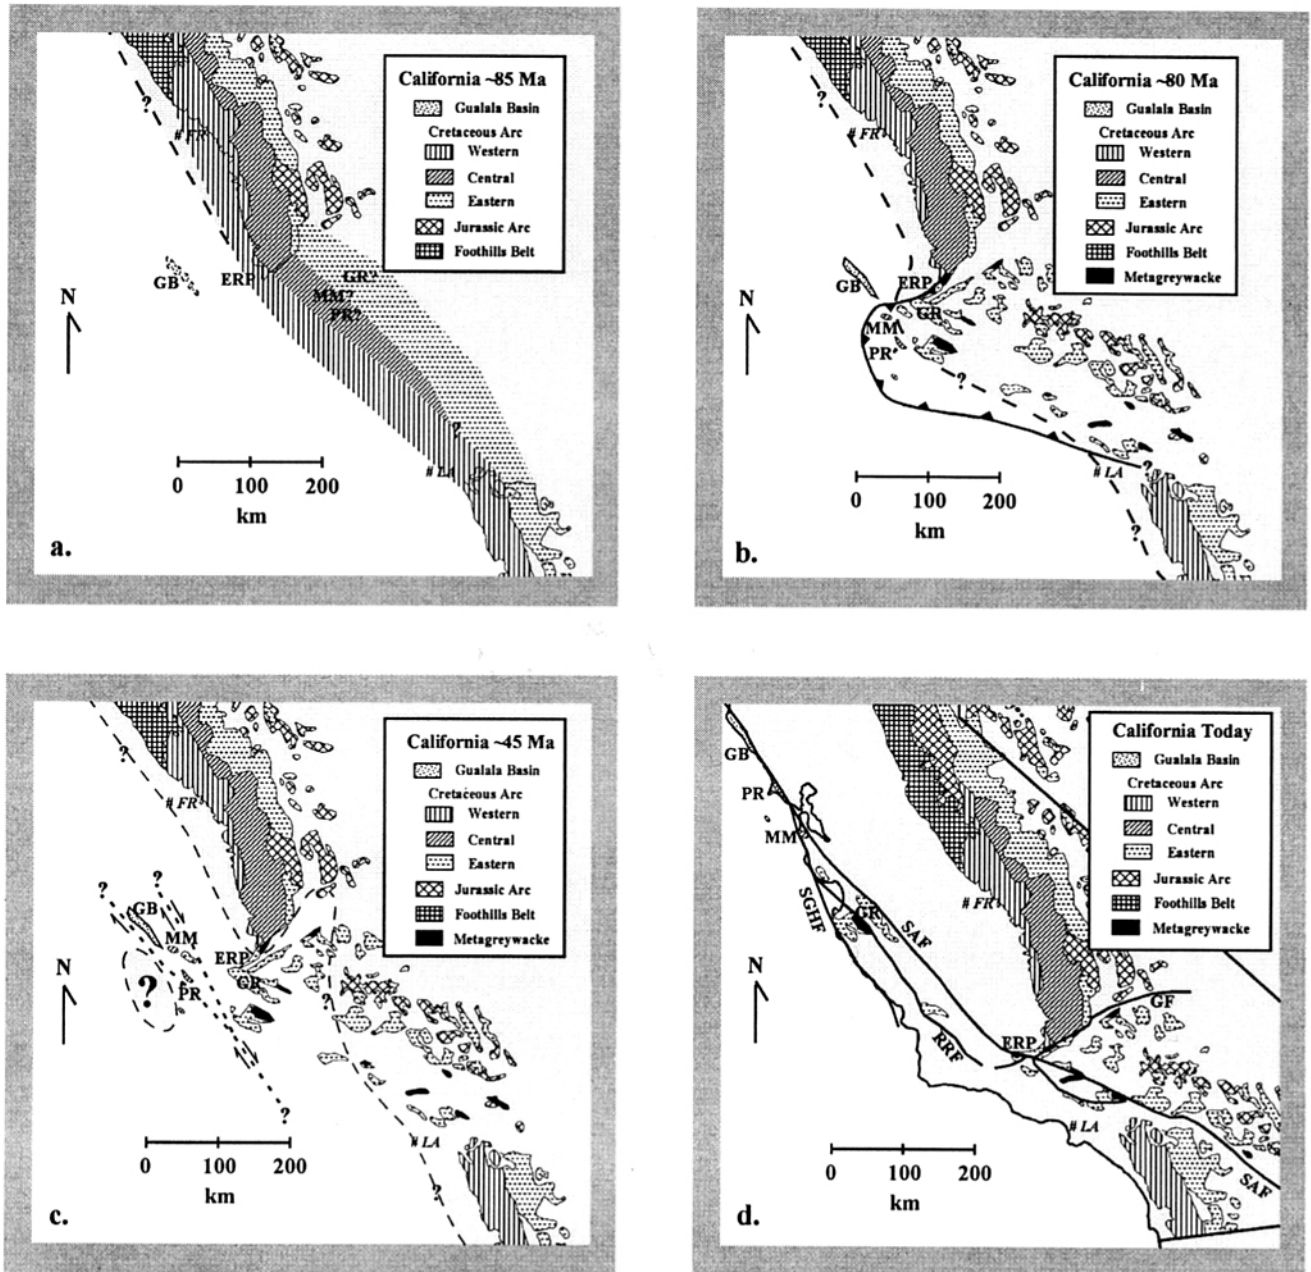 California ~85 Ma
Gualala Basin
Cretaceous Arc
Western
Central
Eastern
Jurassic Arc
Foothills Belt
?
# FR
GB
ERP
GR?
MM?
PR?
N
?
# LA
0 100 200
km
a.
California ~80 Ma
Gualala Basin
Cretaceous Arc
Western
Central
Eastern
Jurassic Arc
Foothills Belt
Metagreywacke
?
# FR
GB
ERP
N
GR
MM
PR
?
# LA
?
0 100 200
km
?
b.
California ~45 Ma
Gualala Basin
Cretaceous Arc
Western
Central
Eastern
Jurassic Arc
Foothills Belt
Metagreywacke
?
# FR
?
?
GB
MM
ERP
N
?
PR
GR
?
?
# LA
0 100 200
km
?
c.
California Today
Gualala Basin
Cretaceous Arc
Western
Central
Eastern
Jurassic Arc
Foothills Belt
Metagreywacke
GB
PR
MM
# FR
SGHF
GR
SAF
N
GF
ERP
RRF
# LA
0 100 200
km
SAF
d.